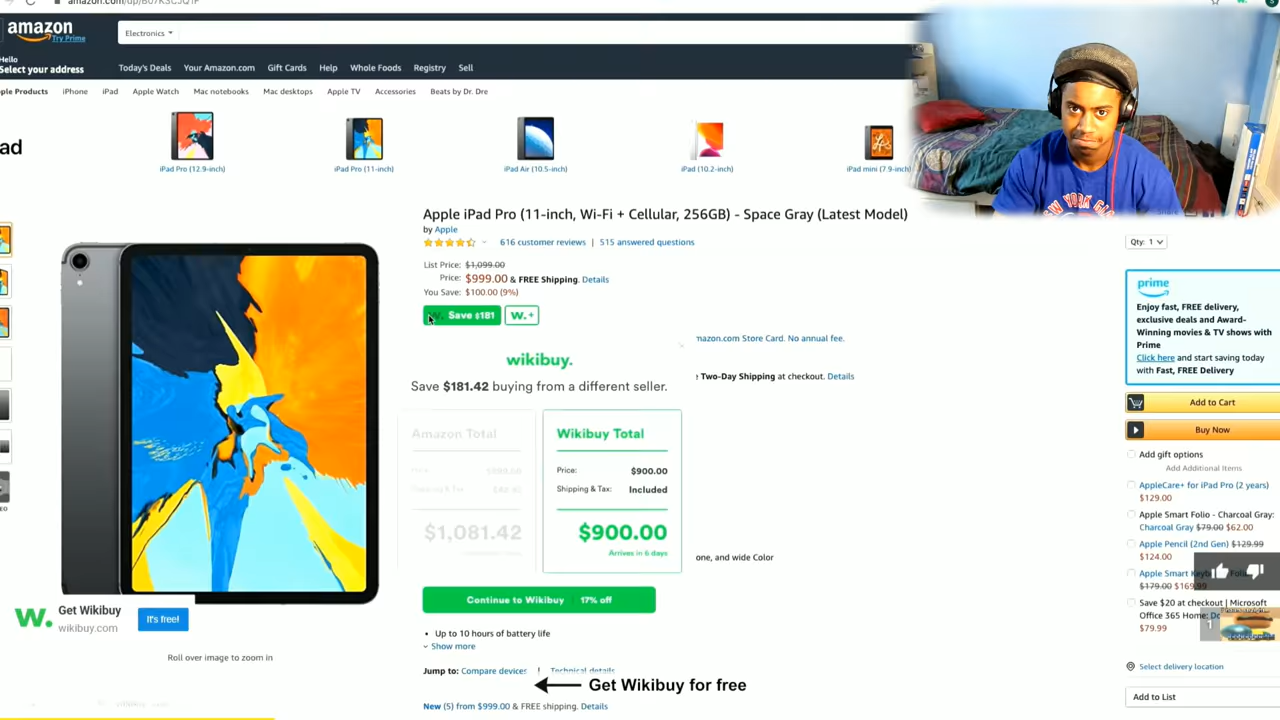 amazon
Try Prime
Electronics
Hello
Select your address
Today's Deals Your Amazon.com Gift Cards Help Whole Foods Registry Sell
ple Products iPhone iPad Apple Watch Mac notebooks Mac desktops Apple TV Accessories Beats by Dr. Dre
ad
iPad Pro (12.9-inch) iPad Pro (11-inch) iPad Air (10.5-inch) iPad (10.2-inch) iPad mini (7.9-inch)
NEW YORK
Apple iPad Pro (11-inch, Wi-Fi + Cellular, 256GB) - Space Gray (Latest Model)
by Apple
616 customer reviews | 515 answered questions
List Price: $1,099.00
Price: $999.00 & FREE Shipping. Details
You Save: $100.00 (9%)
W. Save $181 W. +
mazon.com Store Card. No annual fee.
wikibuy.
Save $181.42 buying from a different seller.
Two-Day Shipping at checkout. Details
Amazon Total
$1,081.42
Wikibuy Total
Price: $900.00
Shipping & Tax: Included
$900.00
Arrives in 6 days
one, and wide Color
Continue to Wikibuy 17% off
Up to 10 hours of battery life
Show more
Jump to: Compare devices | Technical details
New (5) from $999.00 & FREE shipping. Details
Get Wikibuy for free
W. Get Wikibuy
wikibuy.com
It's free!
Roll over image to zoom in
Share
Qty: 1
prime
Enjoy fast, FREE delivery,
exclusive deals and Award-
Winning movies & TV shows with
Prime
Click here and start saving today
with Fast, FREE Delivery
Add to Cart
Buy Now
Add gift options
Add Additional Items
AppleCare+ for iPad Pro (2 years)
$129.00
Apple Smart Folio - Charcoal Gray:
Charcoal Gray $79.00 $62.00
Apple Pencil (2nd Gen) $129.99
$124.00
Apple Smart
$179.00
Save $20 at checkout | Microsoft
Office 365 Home;
$79.99
1
Select delivery location
Add to List